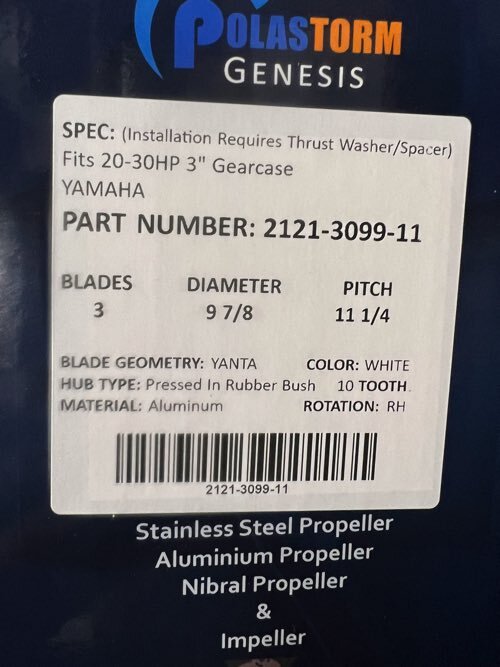 POLASTORM
GENESIS
SPEC: (Installation Requires Thrust Washer/Spacer)
Fits 20-30HP 3" Gearcase
YAMAHA
PART NUMBER: 2121-3099-11
BLADES DIAMETER PITCH
3 9 7/8 11 1/4
BLADE GEOMETRY: YANTA COLOR: WHITE
HUB TYPE: Pressed In Rubber Bush 10 TOOTH
MATERIAL: Aluminum ROTATION: RH
2121-3099-11
Stainless Steel Propeller
Aluminium Propeller
Nibral Propeller
&
Impeller